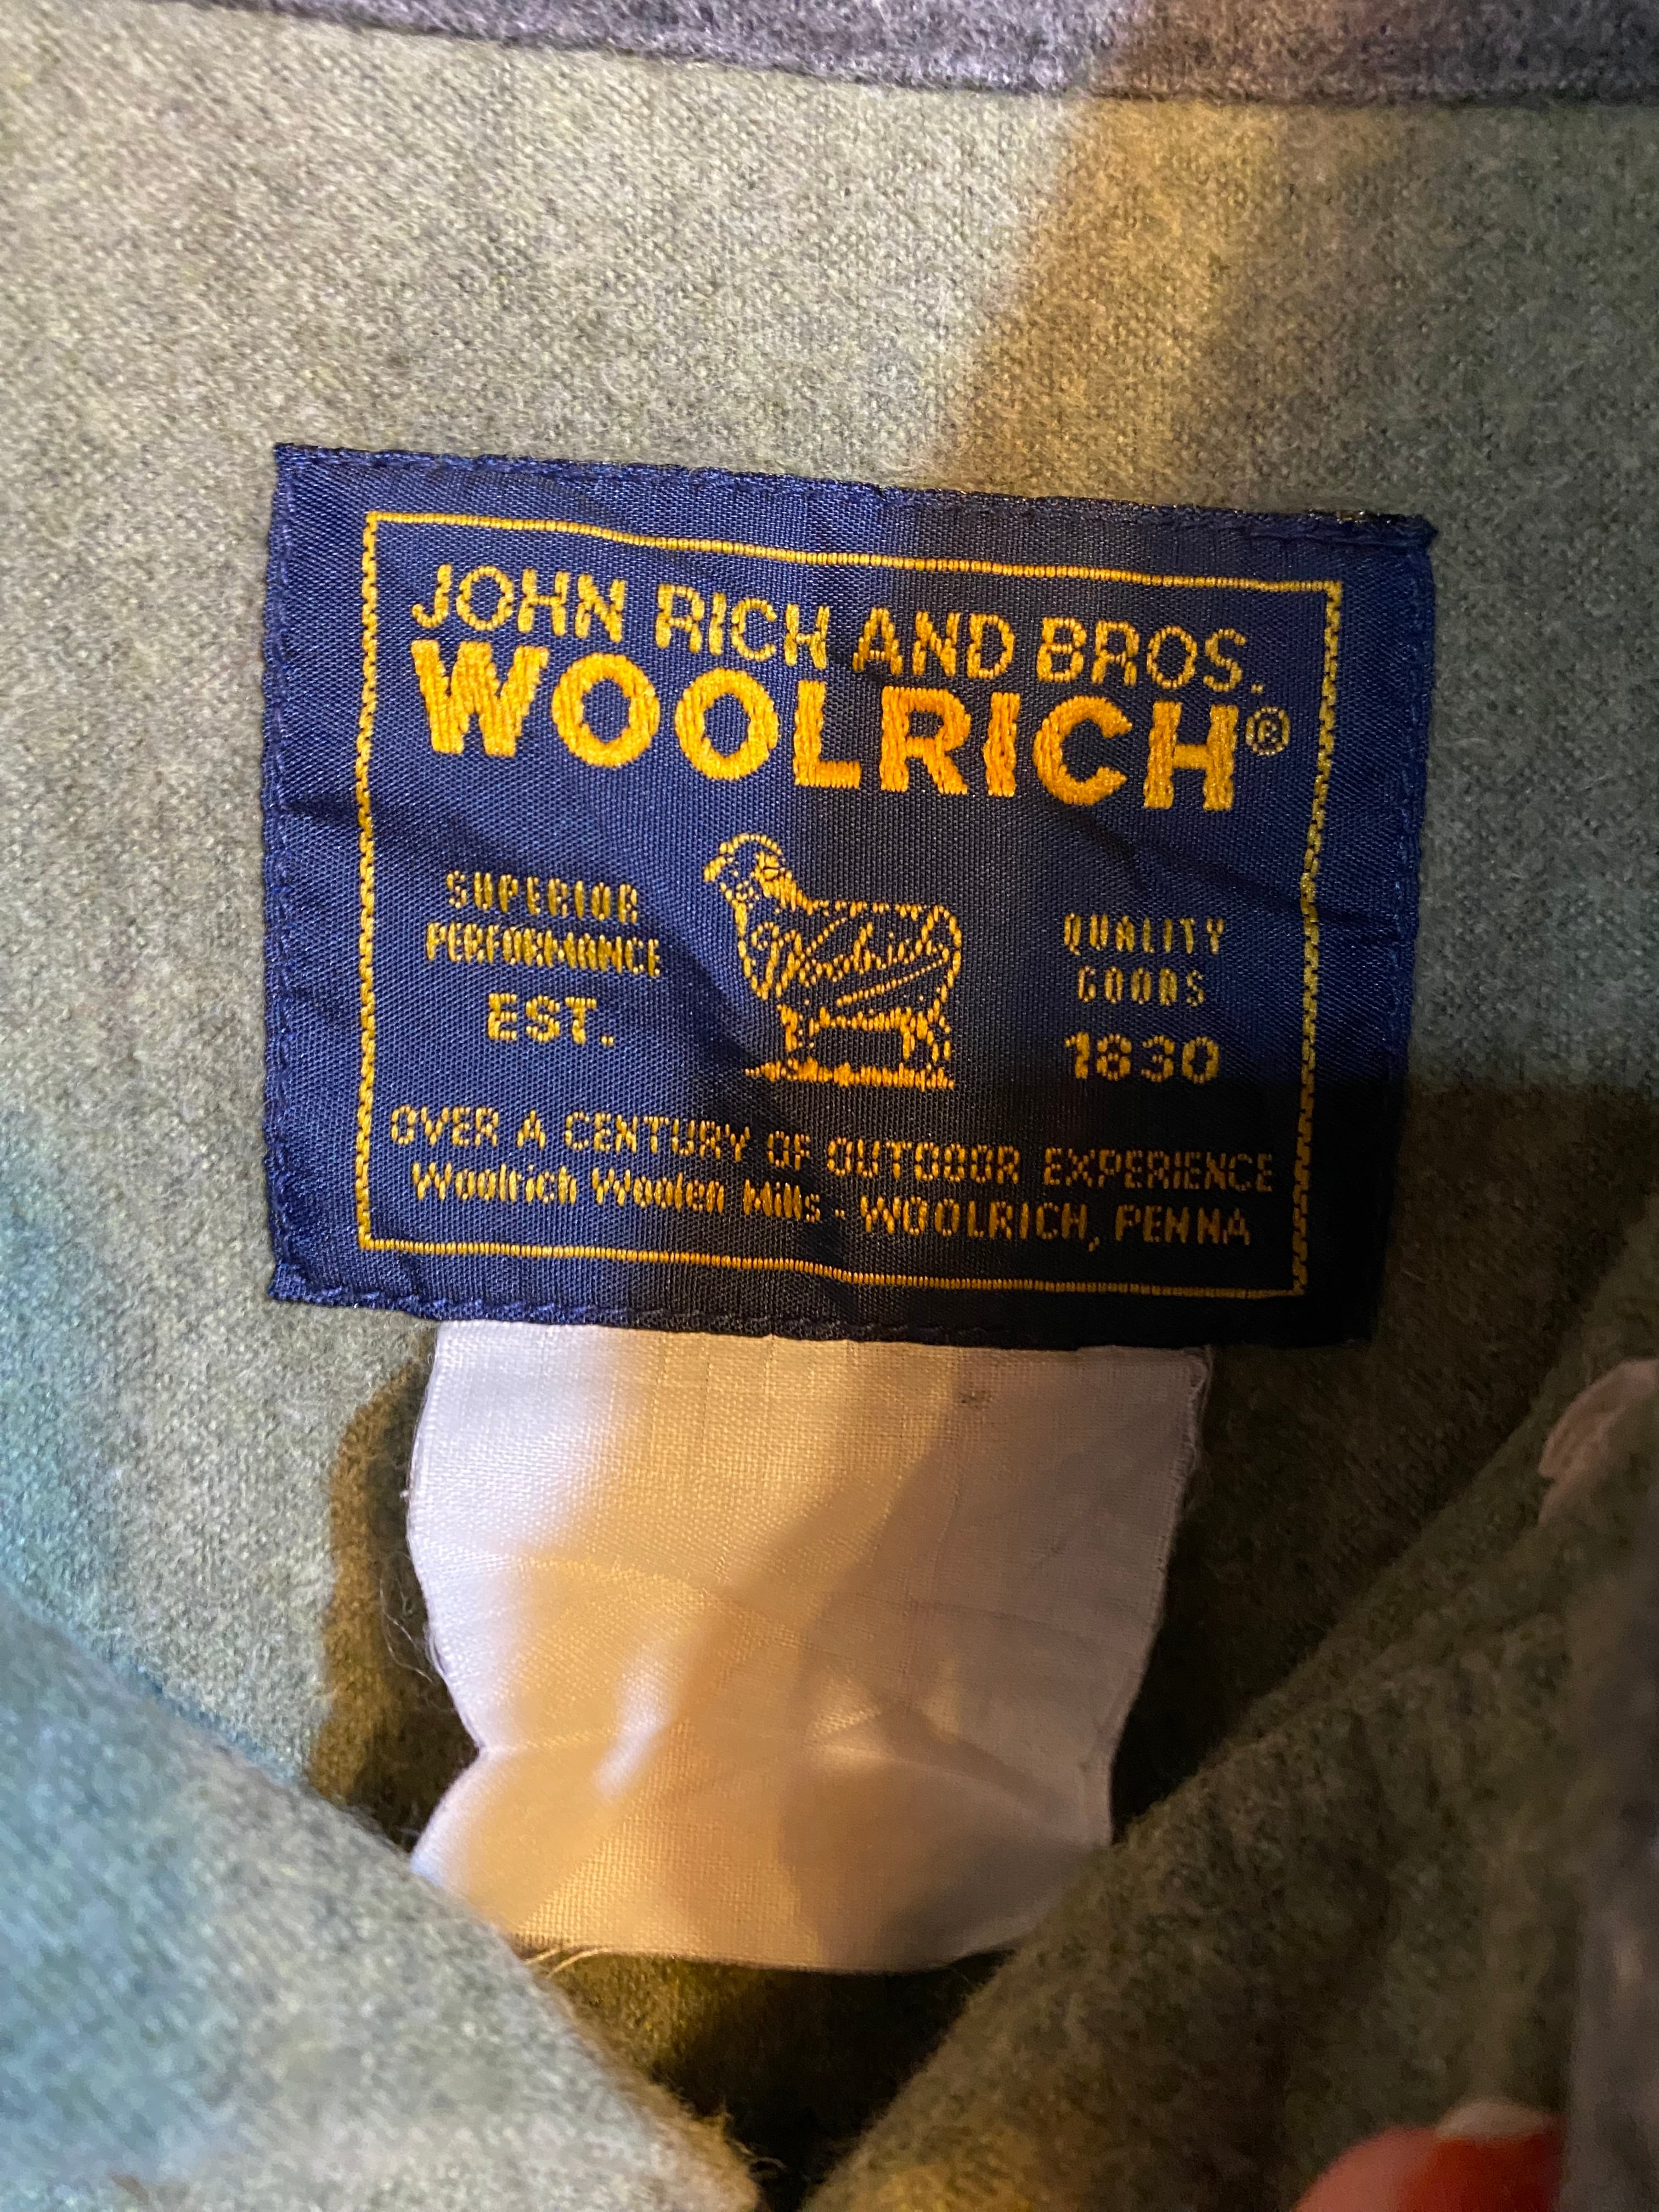 JOHN RICH AND BROS.
WOOLRICH®
SUPERIOR
PERFORMANCE
EST.
Woolrich
QUALITY
GOODS
1830
OVER A CENTURY OF OUTDOOR EXPERIENCE
Woolrich Woolen Mills - WOOLRICH, PENNA